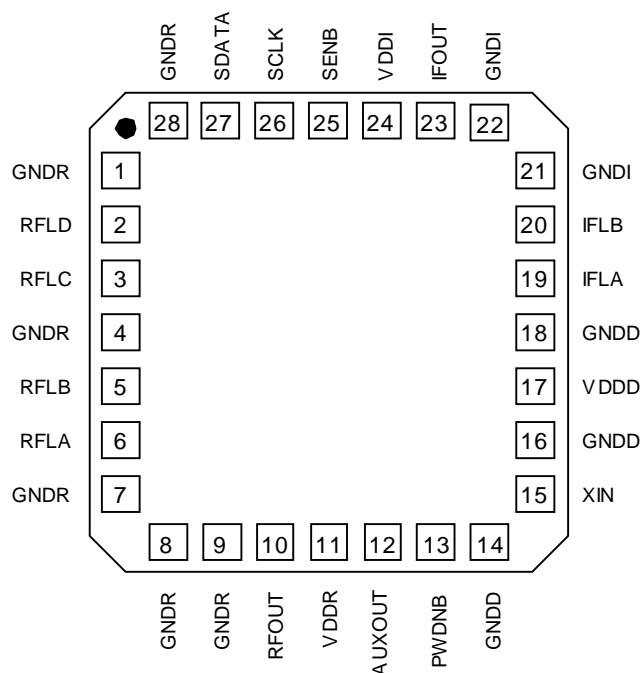 GNDR SDATA SCLK SENB VDDI IFOUT GNDI
28 27 26 25 24 23 22
GNDR 1 21 GNDI
RFLD 2 20 IFLB
RFLC 3 19 IFLA
GNDR 4 18 GNDD
RFLB 5 17 VDDD
RFLA 6 16 GNDD
GNDR 7 15 XIN
8 9 10 11 12 13 14
GNDR GNDR RFOUT VDDR AUXOUT PWDNB GNDD